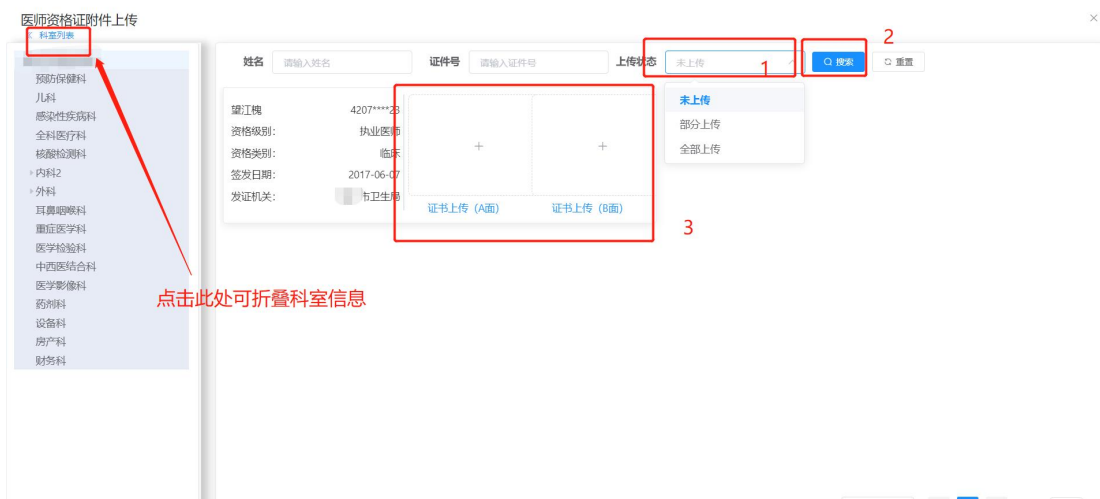 医师资格证附件上传
×
< 科室列表
2
姓名 请输入姓名 证件号 请输入证件号 上传状态 未上传 1 搜索 重置
预防保健科
儿科
感染性疾病科
全科医疗科
核酸检测科
内科2
外科
耳鼻咽喉科
重症医学科
医学检验科
中西医结合科
医学影像科
药剂科
设备科
房产科
财务科
望江槐 4207****23
资格级别: 执业医师
资格类别: 临床
签发日期: 2017-06-07
发证机关: 市卫生局
+ +
证书上传 (A面) 证书上传 (B面)
未上传
部分上传
全部上传
3
点击此处可折叠科室信息